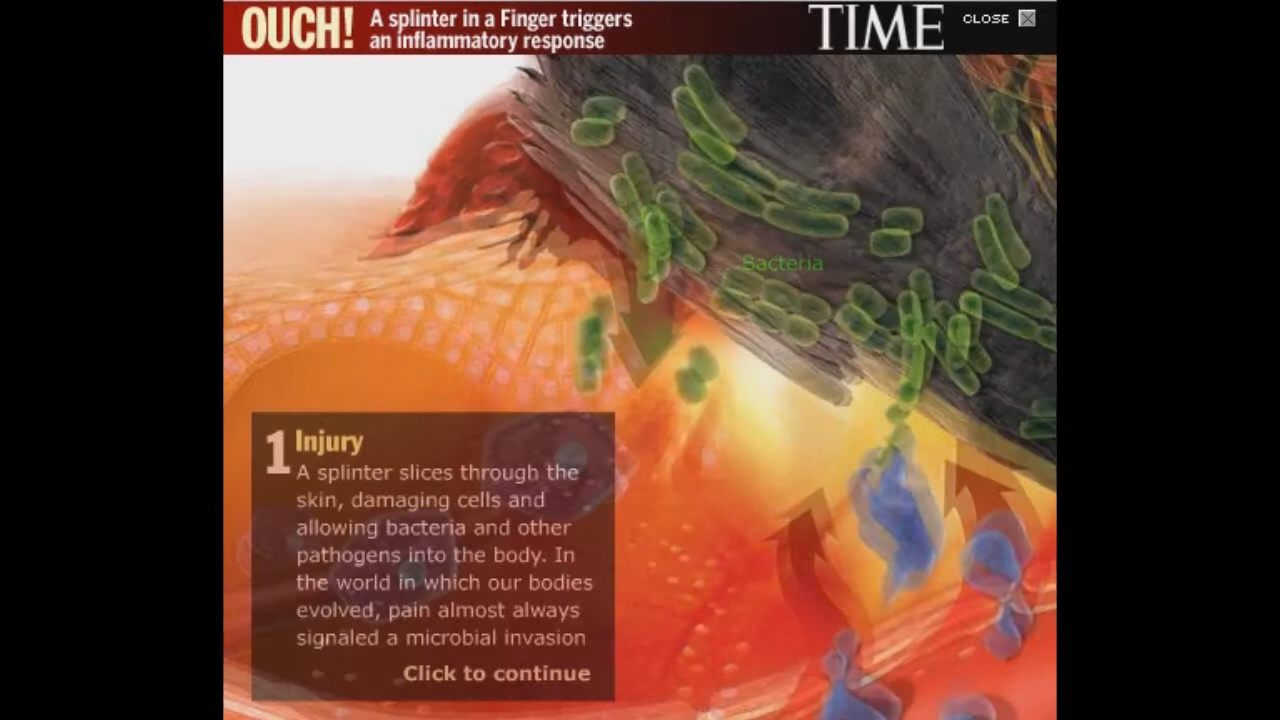 OUCH!
A splinter in a Finger triggers
an inflammatory response
TIME
CLOSE
Bacteria
1 Injury
A splinter slices through the
skin, damaging cells and
allowing bacteria and other
pathogens into the body. In
the world in which our bodies
evolved, pain almost always
signaled a microbial invasion
Click to continue